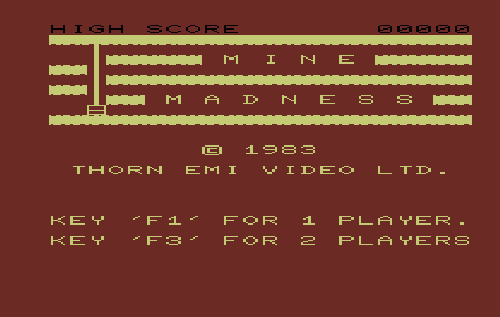 HIGH SCORE 00000
MINE
MADNESS
© 1983
THORN EMI VIDEO LTD.
KEY 'F1' FOR 1 PLAYER.
KEY 'F3' FOR 2 PLAYERS